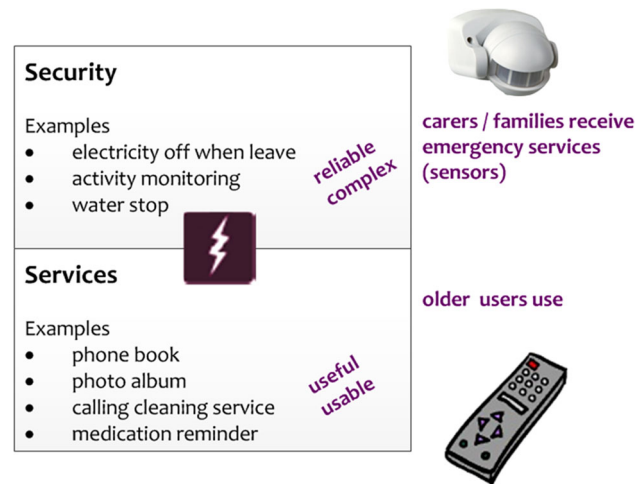 Security
Examples
• electricity off when leave
• activity monitoring
• water stop
reliable
complex
carers / families receive
emergency services
(sensors)
Services
Examples
• phone book
• photo album
• calling cleaning service
• medication reminder
useful
usable
older users use